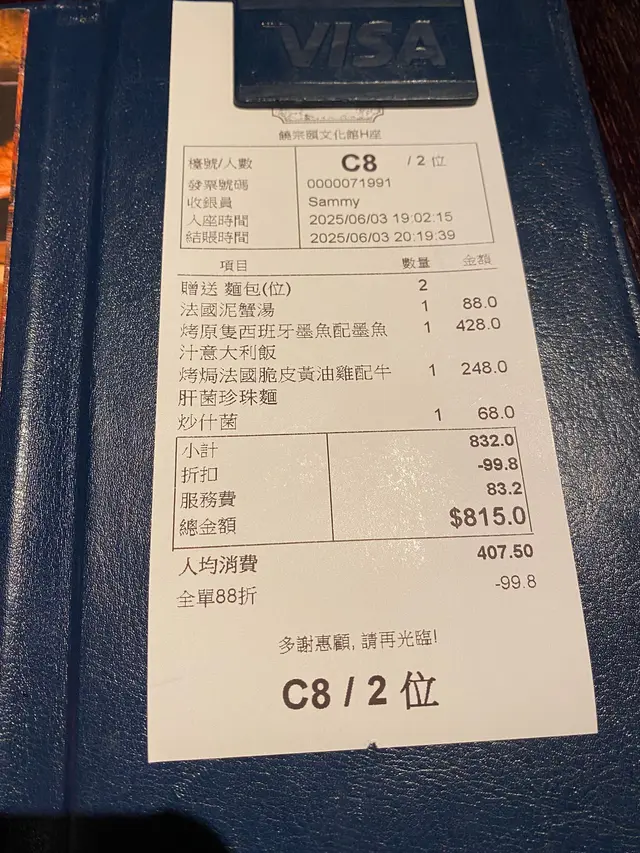 VISA
饒宗頤文化館H座
檯號/人數 C8 / 2 位
發票號碼 0000071991
收銀員 Sammy
入座時間 2025/06/03 19:02:15
結賬時間 2025/06/03 20:19:39
項目 數量 金額
贈送 麵包(位) 2
法國泥蟹湯 1 88.0
烤原隻西班牙墨魚配墨魚 1 428.0
汁意大利飯
烤焗法國脆皮黃油雞配牛 1 248.0
肝菌珍珠麵
炒什菌 1 68.0
小計 832.0
折扣 -99.8
服務費 83.2
總金額 $815.0
人均消費 407.50
全單88折 -99.8
多謝惠顧, 請再光臨!
C8 / 2 位